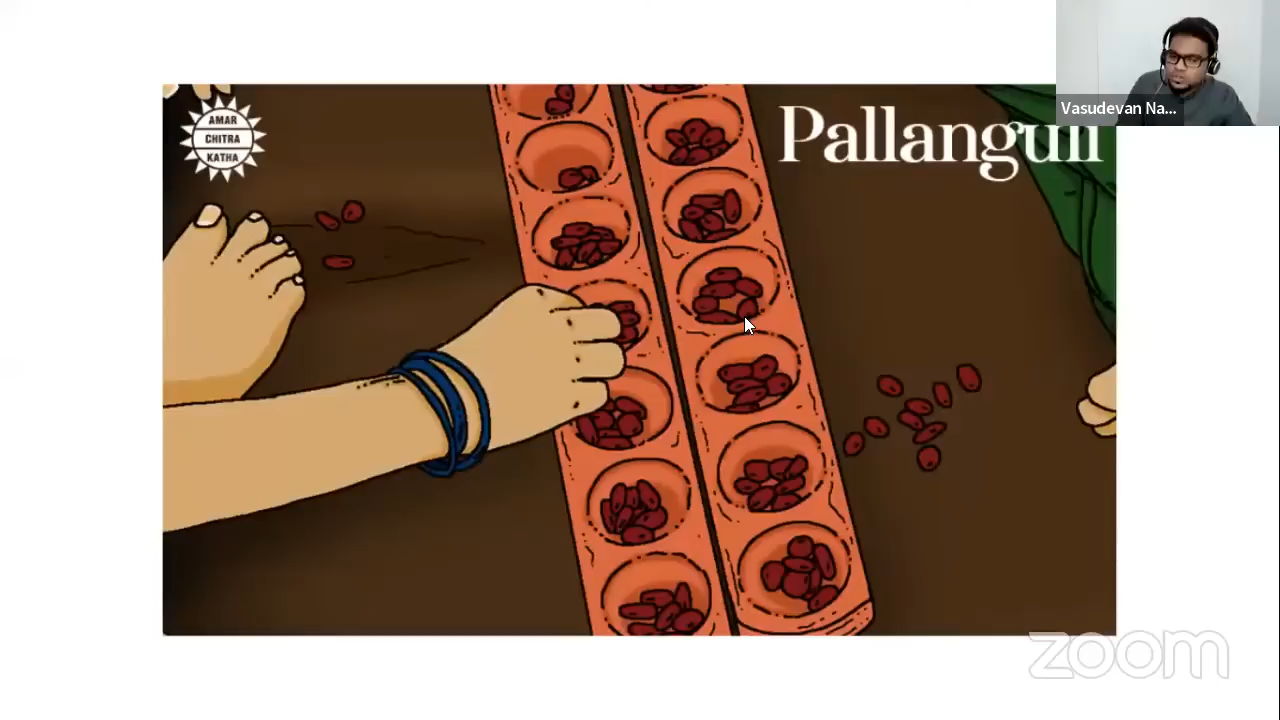 AMAR
CHITRA
KATHA
Pallanguli
Vasudevan Na...
zoom